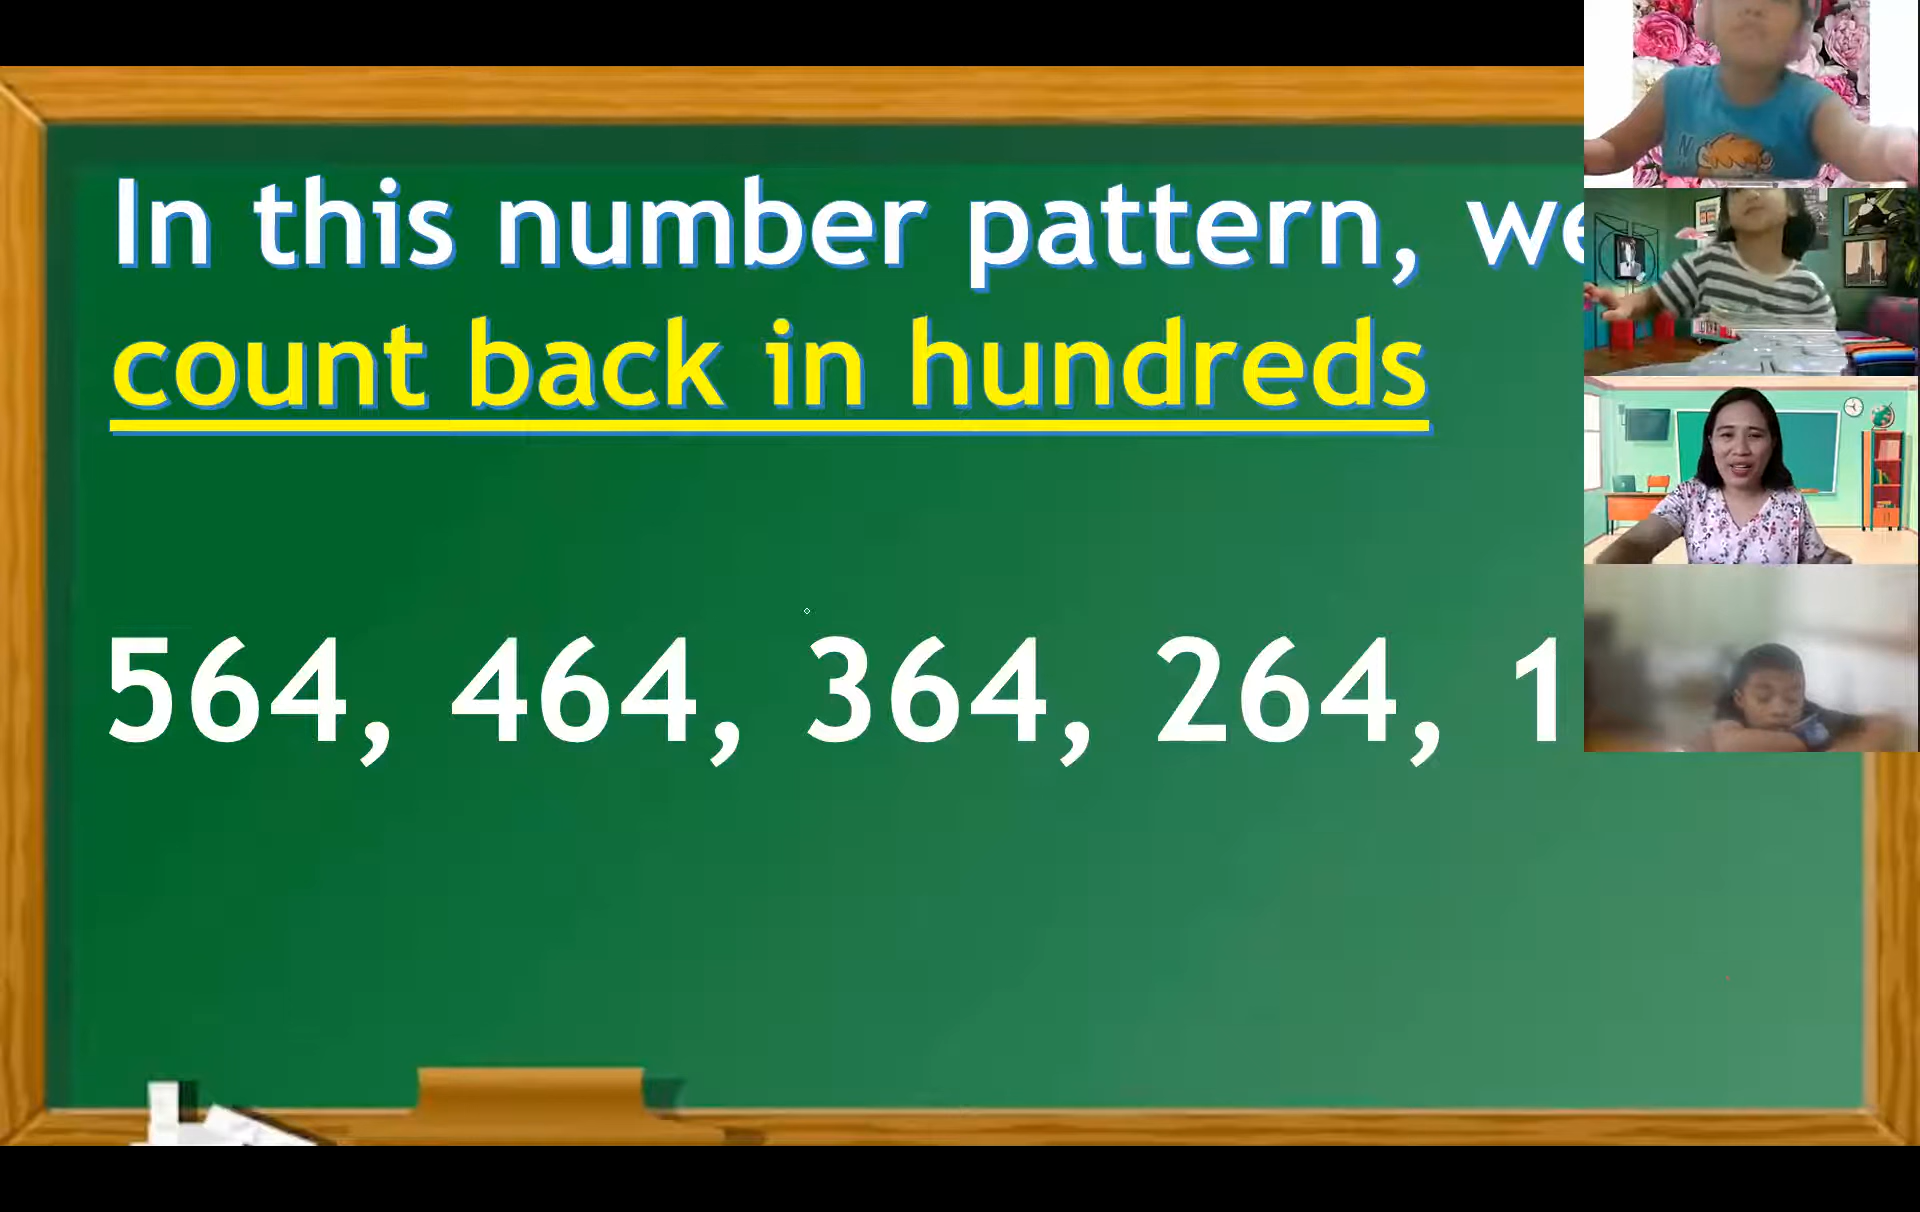 In this number pattern, we
count back in hundreds
564, 464, 364, 264, 1